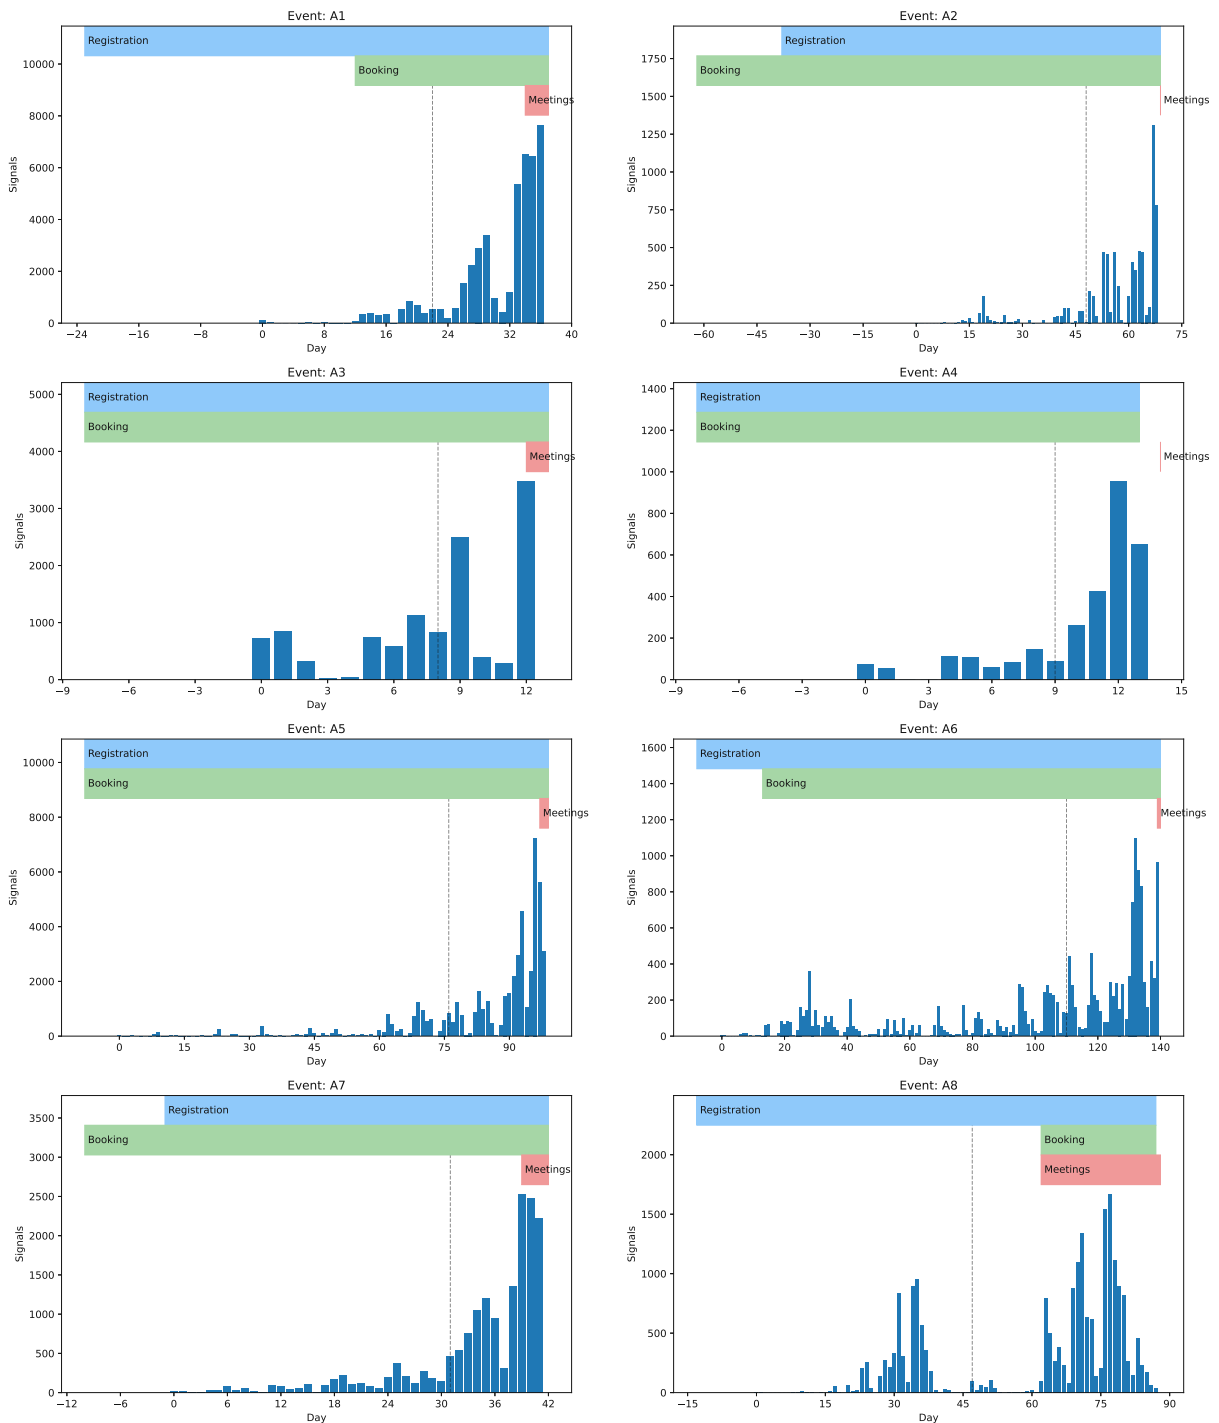 Event: A1
Registration
Booking
Meetings
10000
8000
6000
4000
2000
0
Signals
−24 −16 −8 0 8 16 24 32 40
Day
Event: A2
Registration
Booking
Meetings
1750
1500
1250
1000
750
500
250
0
Signals
−60 −45 −30 −15 0 15 30 45 60 75
Day
Event: A3
Registration
Booking
Meetings
5000
4000
3000
2000
1000
0
Signals
−9 −6 −3 0 3 6 9 12
Day
Event: A4
Registration
Booking
Meetings
1400
1200
1000
800
600
400
200
0
Signals
−9 −6 −3 0 3 6 9 12 15
Day
Event: A5
Registration
Booking
Meetings
10000
8000
6000
4000
2000
0
Signals
0 15 30 45 60 75 90
Day
Event: A6
Registration
Booking
Meetings
1600
1400
1200
1000
800
600
400
200
0
Signals
0 20 40 60 80 100 120 140
Day
Event: A7
Registration
Booking
Meetings
3500
3000
2500
2000
1500
1000
500
0
Signals
−12 −6 0 6 12 18 24 30 36 42
Day
Event: A8
Registration
Booking
Meetings
2000
1500
1000
500
0
Signals
−15 0 15 30 45 60 75 90
Day